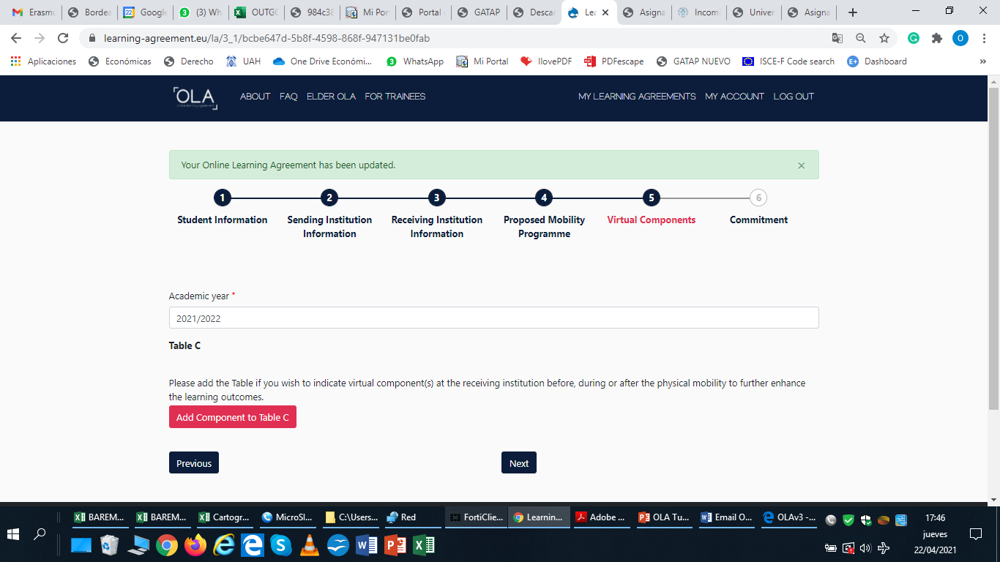 Erasmu
Bordea
Google
(3) Wh
OUTGO
984c38
Mi Por
Portal
GATAP
Descar
Lea
Asigna
Incom
Univer
Asigna
learning-agreement.eu/la/3_1/bcbe647d-5b8f-4598-868f-947131be0fab
O
Aplicaciones
Económicas
Derecho
UAH
One Drive Económi...
WhatsApp
Mi Portal
IlovePDF
PDFescape
GATAP NUEVO
ISCE-F Code search
E+
Dashboard
»
OLA
ABOUT
FAQ
ELDER OLA
FOR TRAINEES
MY LEARNING AGREEMENTS
MY ACCOUNT
LOG OUT
Your Online Learning Agreement has been updated.
1
2
3
4
5
6
Student Information
Sending Institution
Information
Receiving Institution
Information
Proposed Mobility
Programme
Virtual Components
Commitment
Academic year *
2021/2022
Table C
Please add the Table if you wish to indicate virtual component(s) at the receiving institution before, during or after the physical mobility to further enhance
the learning outcomes.
Add Component to Table C
Previous
Next
BAREM...
BAREM...
Cartogr...
MicroSI...
C:\Users...
Red
FortiClie...
Learnin...
Adobe ...
OLA Tu...
Email O...
OLAv3 -...
17:46
jueves
22/04/2021